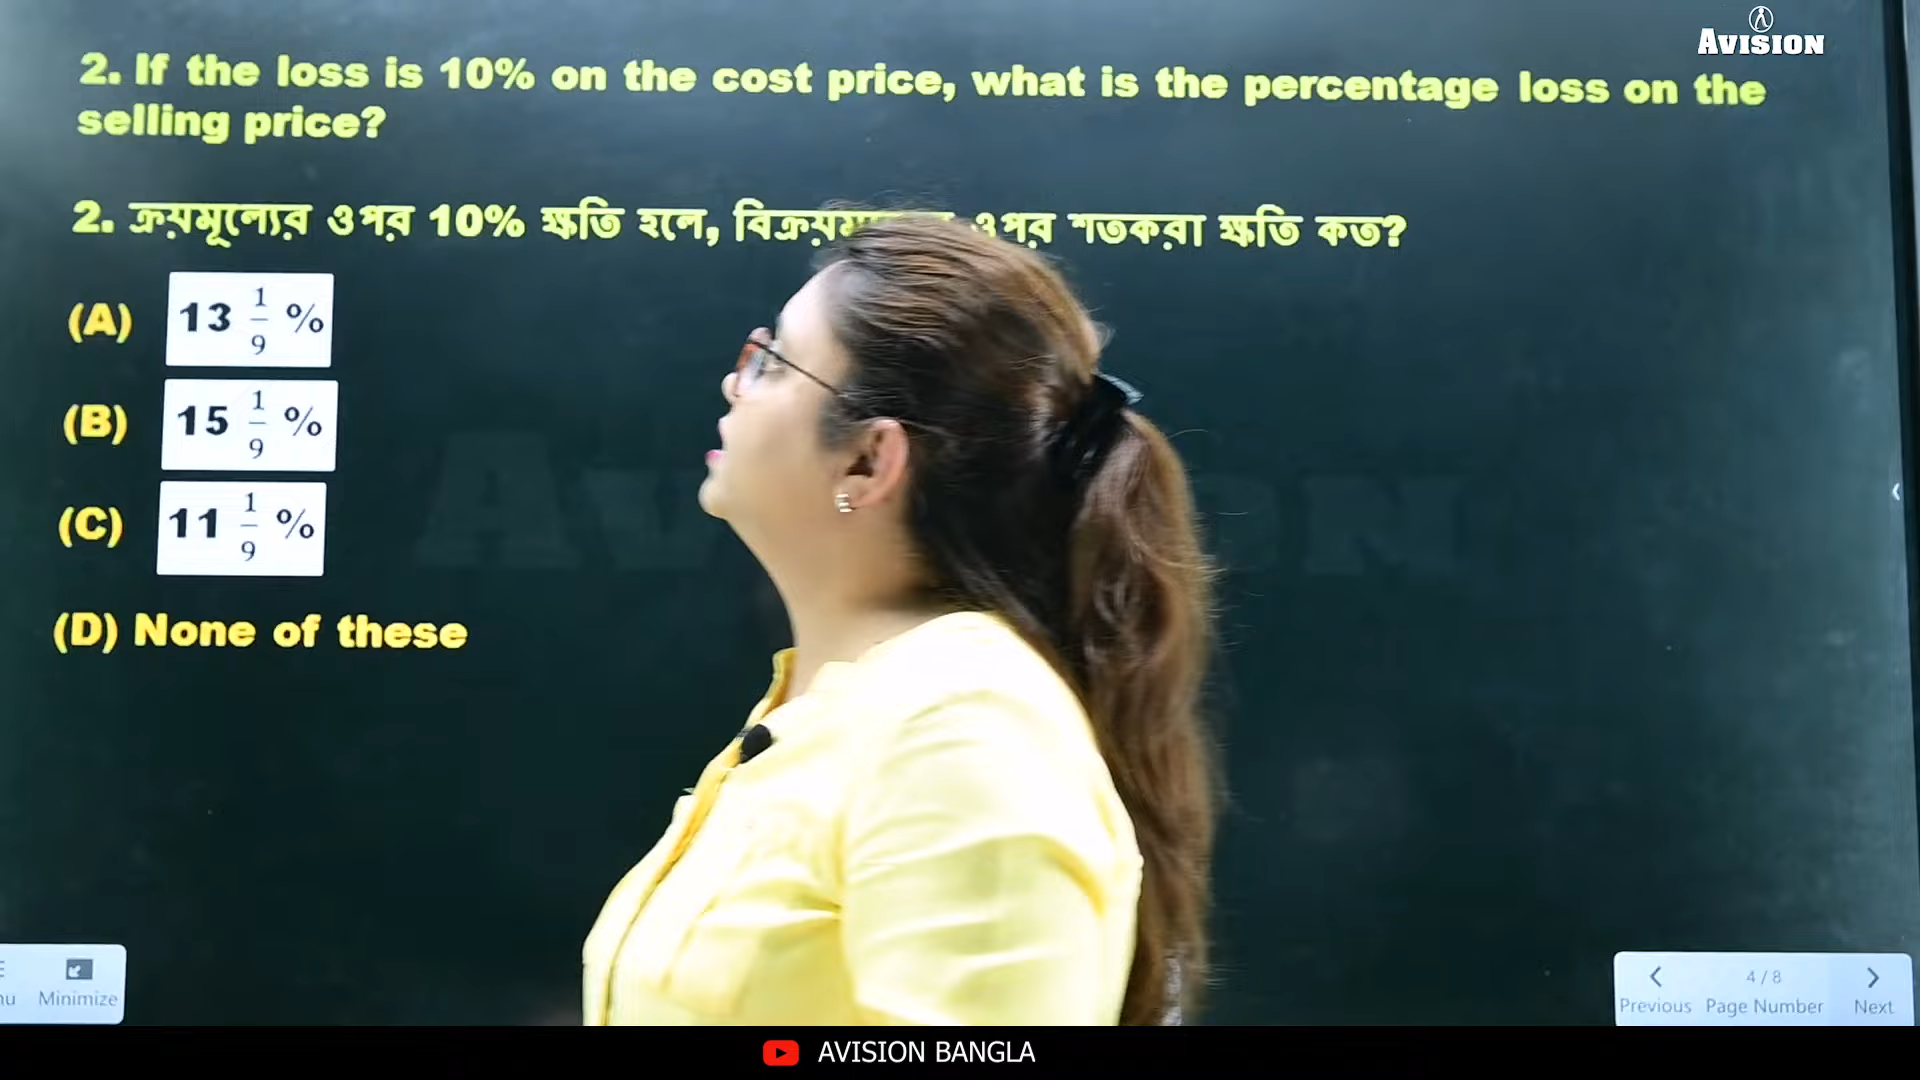 AVISION
2. If the loss is 10% on the cost price, what is the percentage loss on the
selling price?
2. ক্রয়মূল্যের ওপর 10% ক্ষতি হলে, ওপর শতকরা ক্ষতি কত?
(A) 13 1/9 %
(B) 15 1/9 %
(C) 11 1/9 %
(D) None of these
Minimize
4 / 8
Previous Page Number Next
AVISION BANGLA